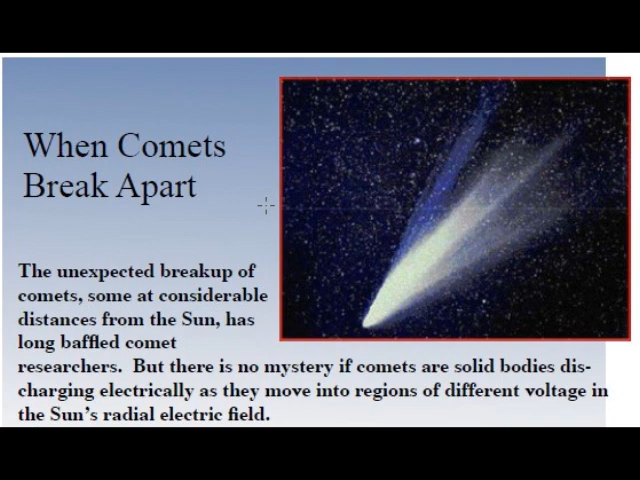 When Comets
Break Apart
The unexpected breakup of
comets, some at considerable
distances from the Sun, has
long baffled comet
researchers.  But there is no mystery if comets are solid bodies dis-
charging electrically as they move into regions of different voltage in
the Sun's radial electric field.